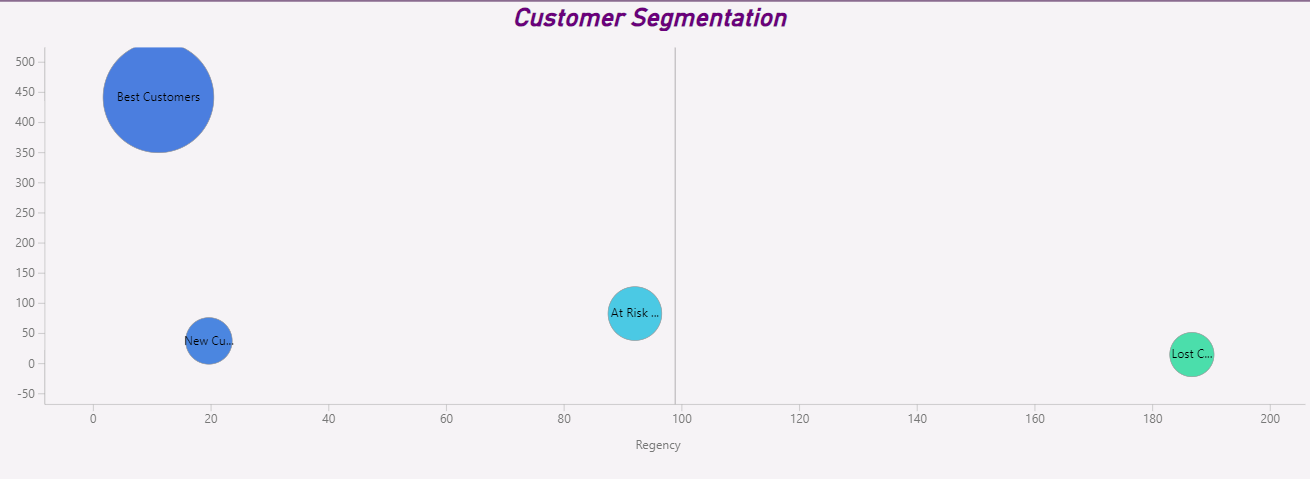 Customer Segmentation
500
450
Best Customers
400
350
300
250
200
150
100
At Risk ...
50
New Cu...
Lost C...
0
-50
0 20 40 60 80 100 120 140 160 180 200
Regency